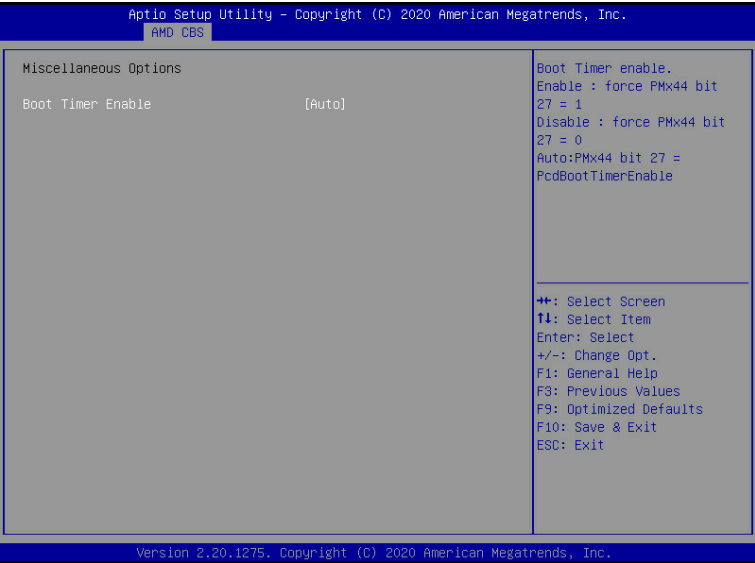 Aptio Setup Utility – Copyright (C) 2020 American Megatrends, Inc.
AMD CBS
Miscellaneous Options
Boot Timer Enable [Auto]
Boot Timer enable.
Enable : force PMx44 bit
27 = 1
Disable : force PMx44 bit
27 = 0
Auto:PMx44 bit 27 =
PcdBootTimerEnable
→←: Select Screen
↑↓: Select Item
Enter: Select
+/-: Change Opt.
F1: General Help
F3: Previous Values
F9: Optimized Defaults
F10: Save & Exit
ESC: Exit
Version 2.20.1275. Copyright (C) 2020 American Megatrends, Inc.